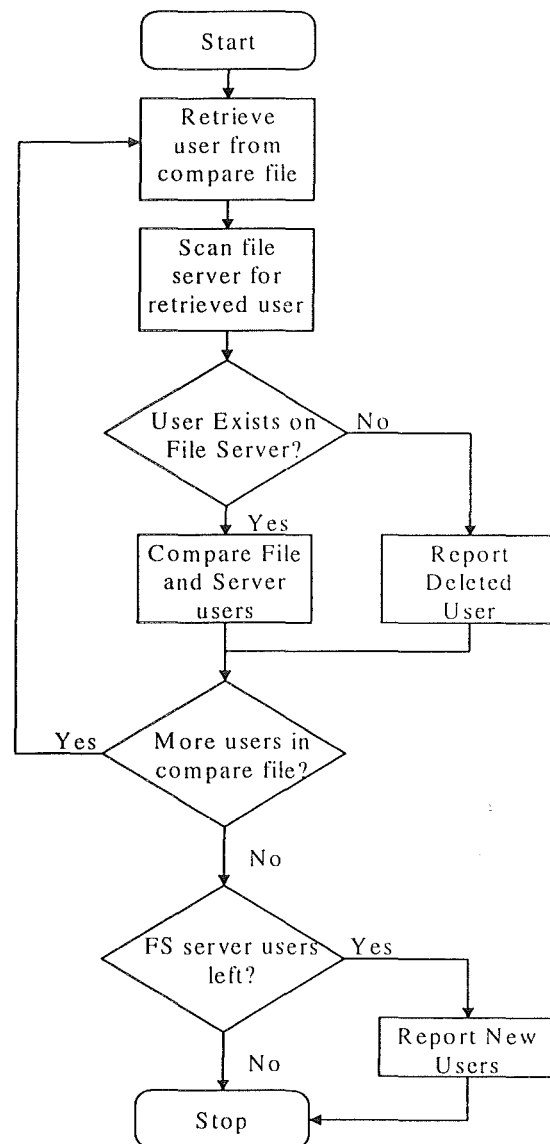 Start
Retrieve
user from
compare file
Scan file
server for
retrieved user
User Exists on
File Server?
No
Yes
Compare File
and Server
users
Report
Deleted
User
More users in
compare file?
Yes
No
FS server users
left?
Yes
No
Report New
Users
Stop